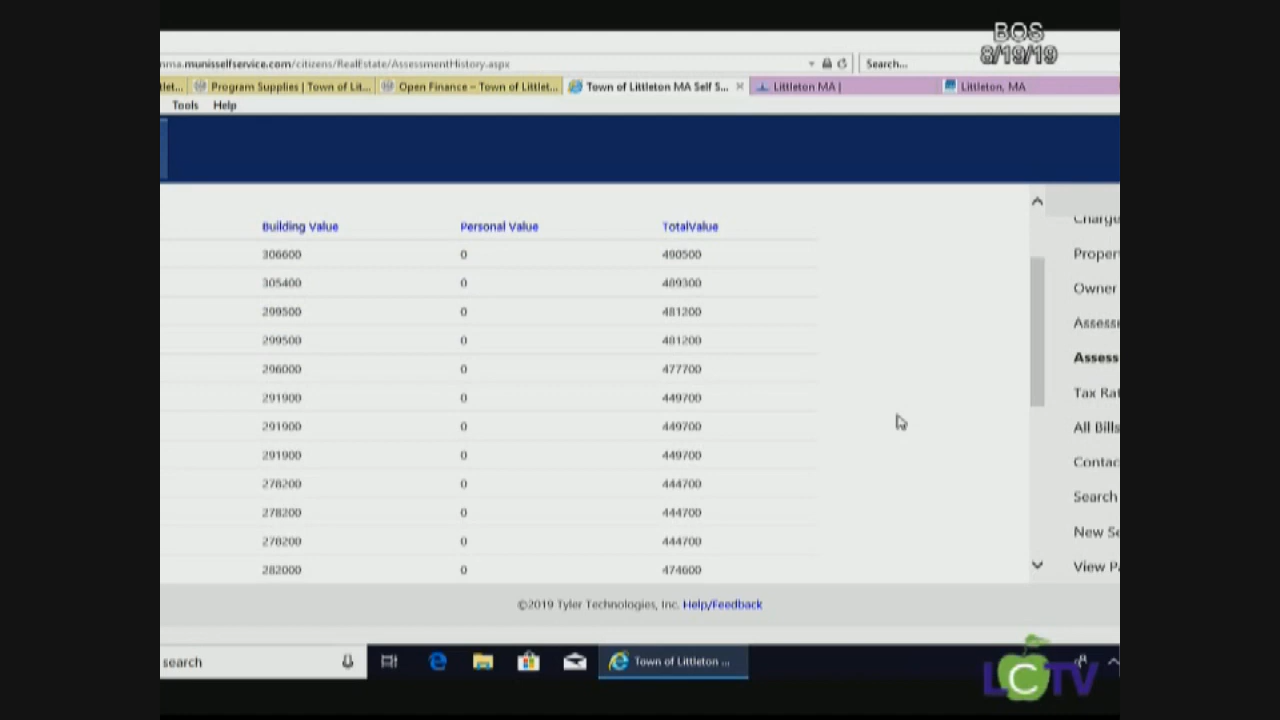 BOS
8/19/19
nma.munisselfservice.com/citizens/RealEstate/AssessmentHistory.aspx
Search...
tlet... Program Supplies | Town of Lit... Open Finance – Town of Littlet... Town of Littleton MA Self S... Littleton MA | Littleton, MA
Tools Help
Building Value Personal Value TotalValue
306600 0 490500
305400 0 489300
299500 0 481200
299500 0 481200
296000 0 477700
291900 0 449700
291900 0 449700
291900 0 449700
278200 0 444700
278200 0 444700
278200 0 444700
282000 0 474600
Charge
Proper
Owner
Assess
Assess
Tax Rat
All Bills
Contac
Search
New Se
View Pa
©2019 Tyler Technologies, Inc. Help/Feedback
search
Town of Littleton ...
LCTV